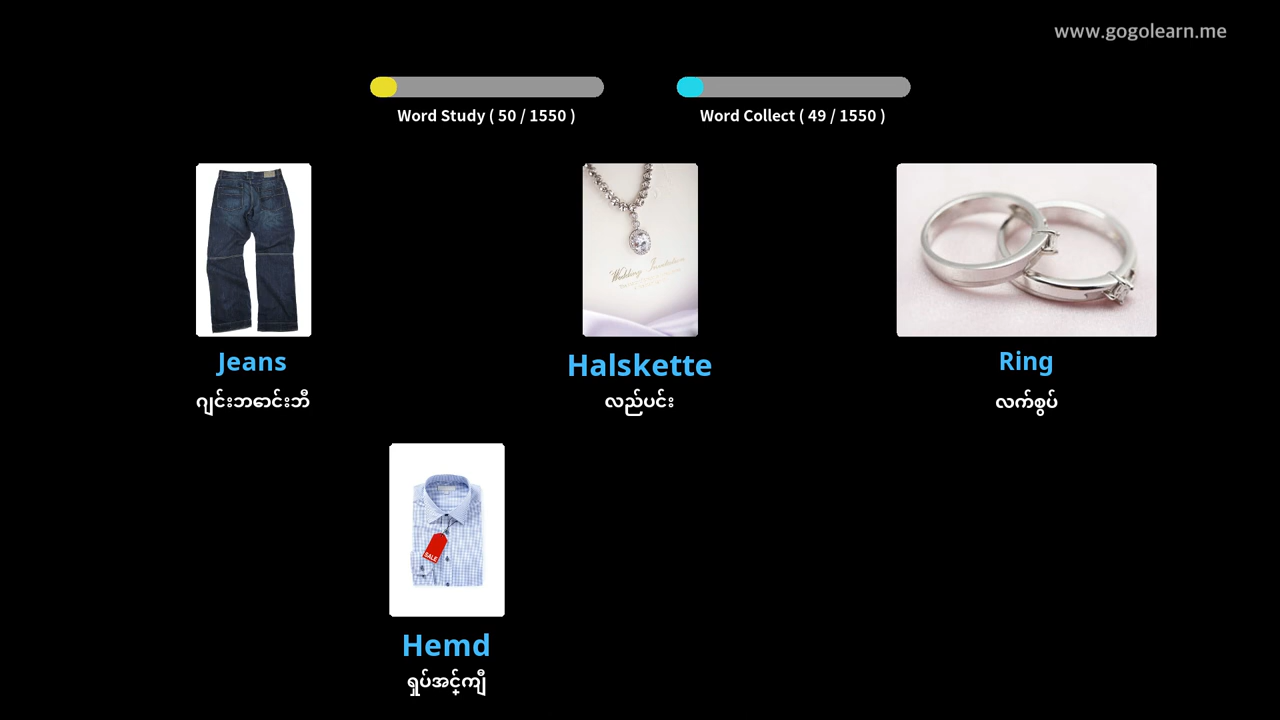 www.gogolearn.me
Word Study ( 50 / 1550 )
Word Collect ( 49 / 1550 )
Jeans
ဂျင်းဘောင်းဘီ
Halskette
လည်ပင်း
Ring
လက်စွပ်
SALE
Hemd
ရှပ်အင်္ကျီ